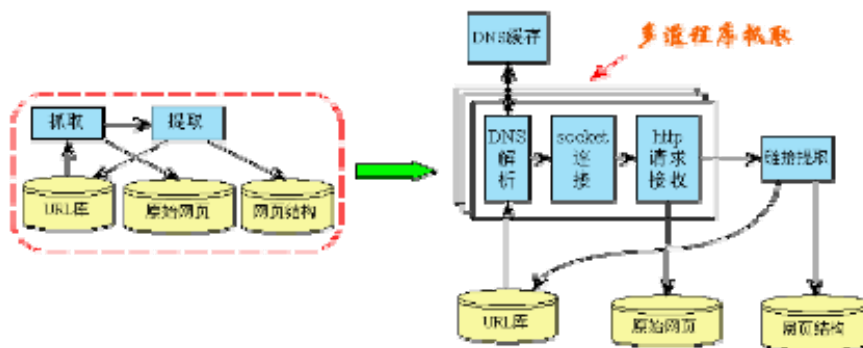 DNS缓存
多道程序抓取
抓取
提取
URL库
原始网页
网页结构
DNS
解析
socket
连
接
http
请求
接收
链接提取
URL库
原始网页
网页结构